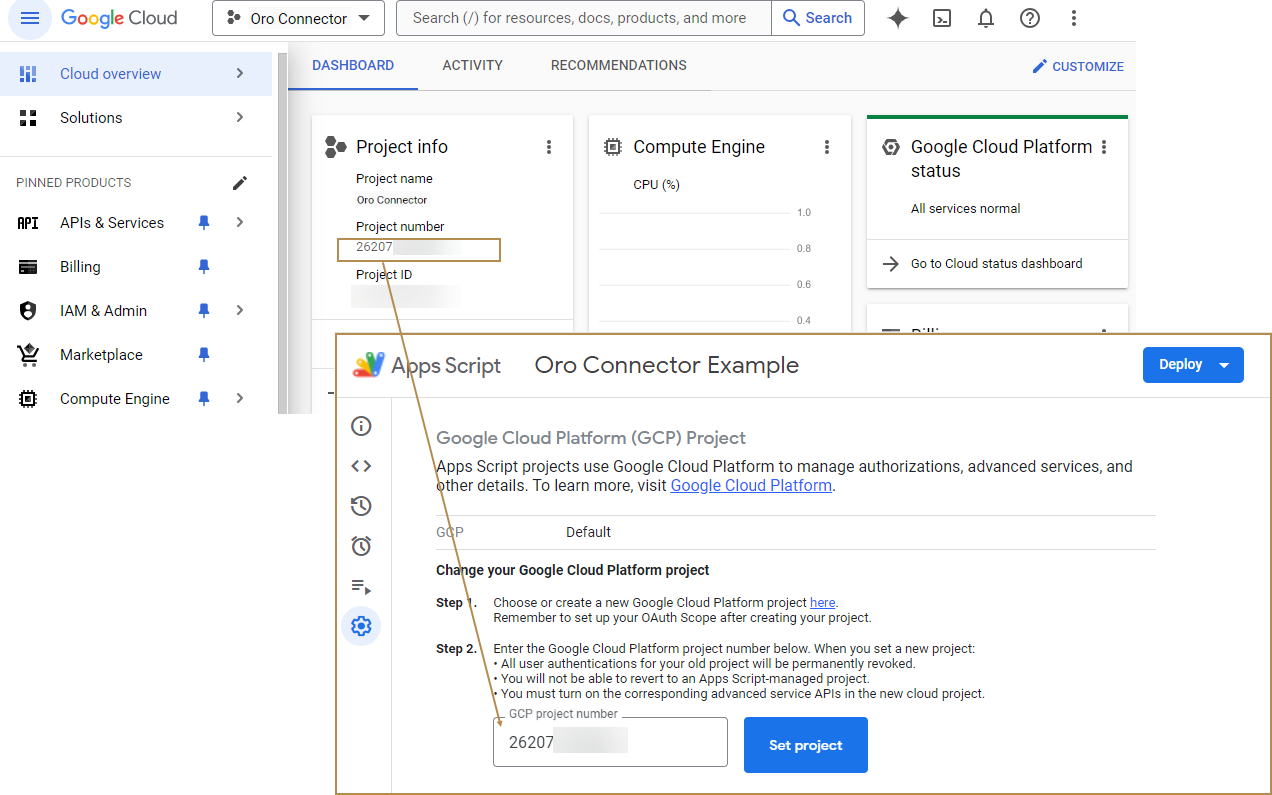 Google Cloud
Oro Connector
Search (/) for resources, docs, products, and more
Search
Cloud overview
Solutions
PINNED PRODUCTS
API APIs & Services
Billing
IAM & Admin
Marketplace
Compute Engine
DASHBOARD
ACTIVITY
RECOMMENDATIONS
CUSTOMIZE
Project info
Project name
Oro Connector
Project number
26207
Project ID
Compute Engine
CPU (%)
1.0
0.8
0.6
0.4
Google Cloud Platform
status
All services normal
Go to Cloud status dashboard
Apps Script
Oro Connector Example
Deploy
Google Cloud Platform (GCP) Project
Apps Script projects use Google Cloud Platform to manage authorizations, advanced services, and
other details. To learn more, visit Google Cloud Platform.
GCP Default
Change your Google Cloud Platform project
Step 1. Choose or create a new Google Cloud Platform project here.
Remember to set up your OAuth Scope after creating your project.
Step 2. Enter the Google Cloud Platform project number below. When you set a new project:
• All user authentications for your old project will be permanently revoked.
• You will not be able to revert to an Apps Script-managed project.
• You must turn on the corresponding advanced service APIs in the new cloud project.
GCP project number
26207
Set project